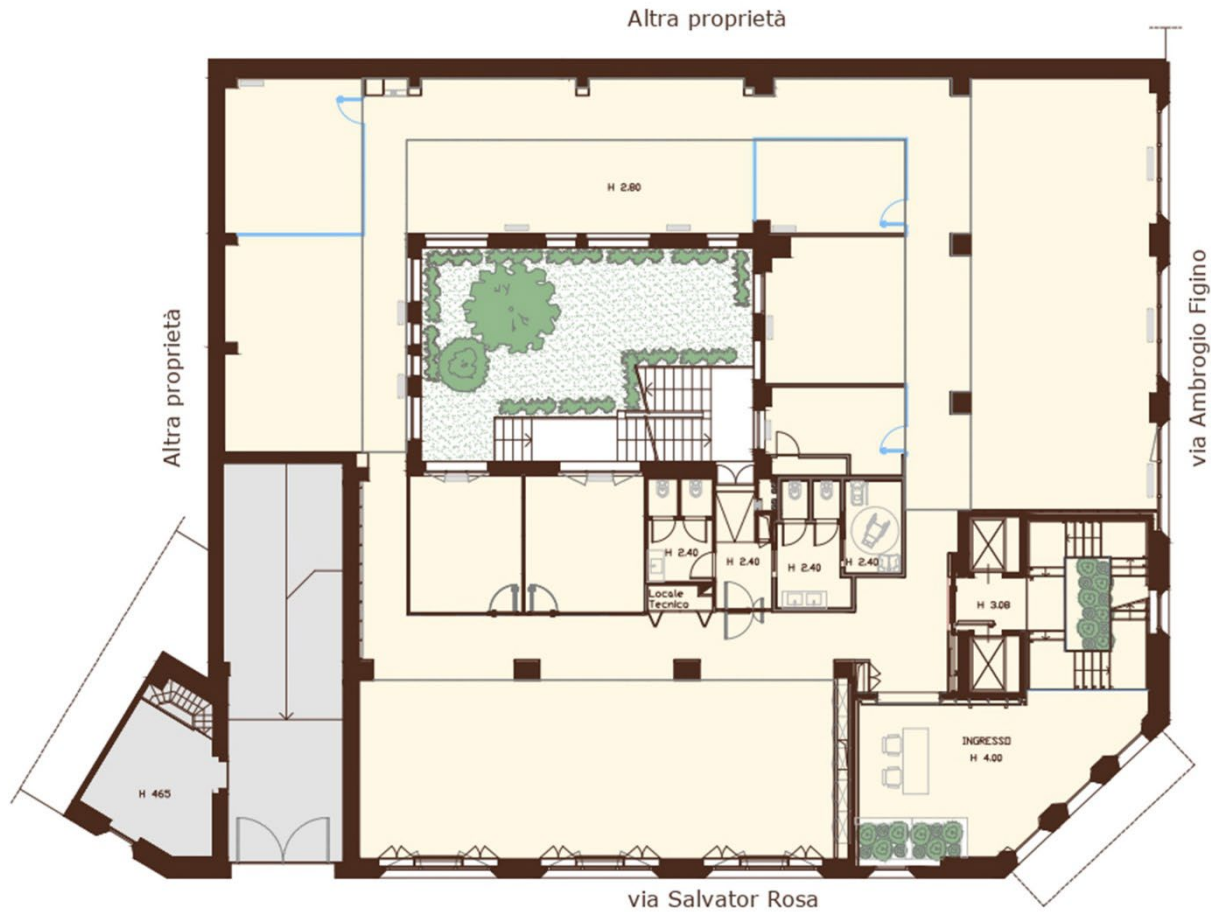 Altra proprietà
H 2.80
via Ambrogio Figino
Altra proprietà
H 2.40
H 2.40
H 2.40
H 2.40
Locale
Tecnico
H 3.08
INGRESSO
H 4.00
H 465
via Salvator Rosa